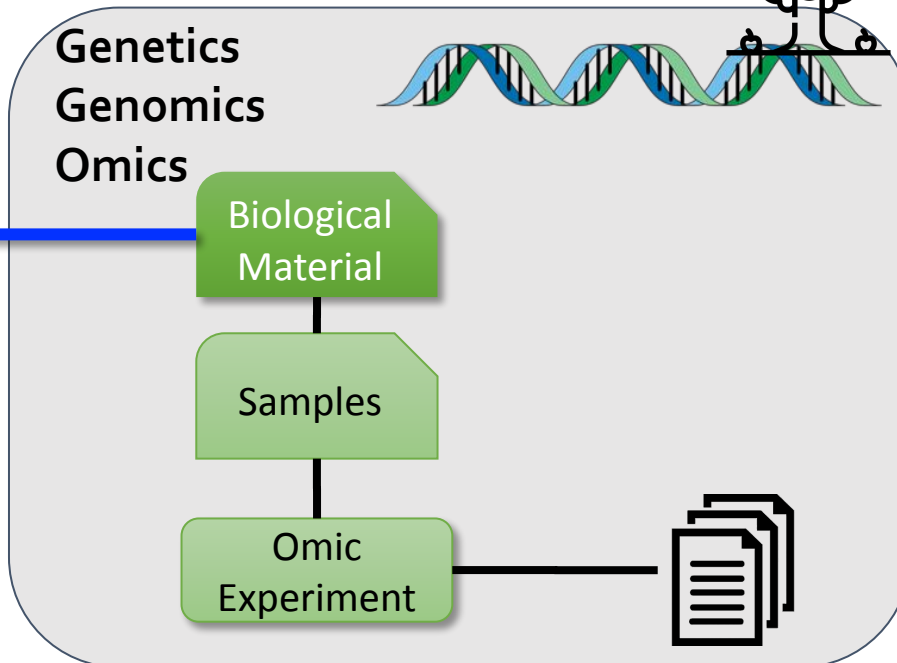 Genetics
Genomics
Omics
Biological
Material
Samples
Omic
Experiment